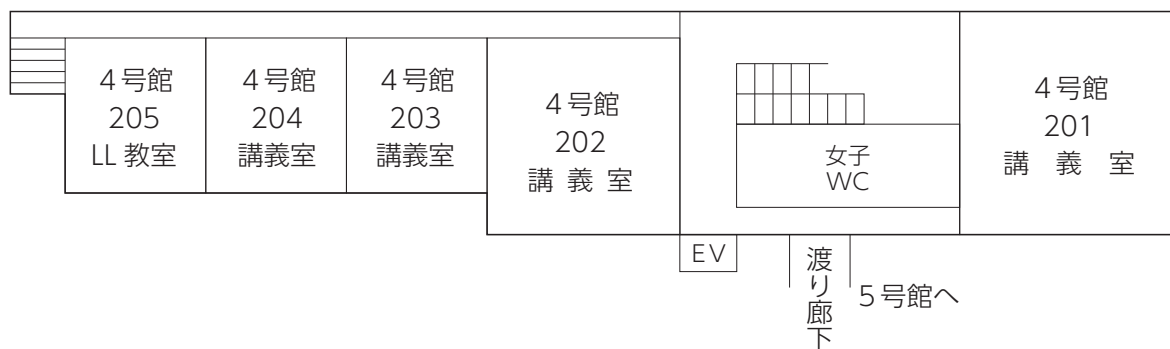 4号館
205
LL 教室
4号館
204
講義室
4号館
203
講義室
4号館
202
講 義 室
女子
WC
4号館
201
講 義 室
EV
渡り廊下
5号館へ